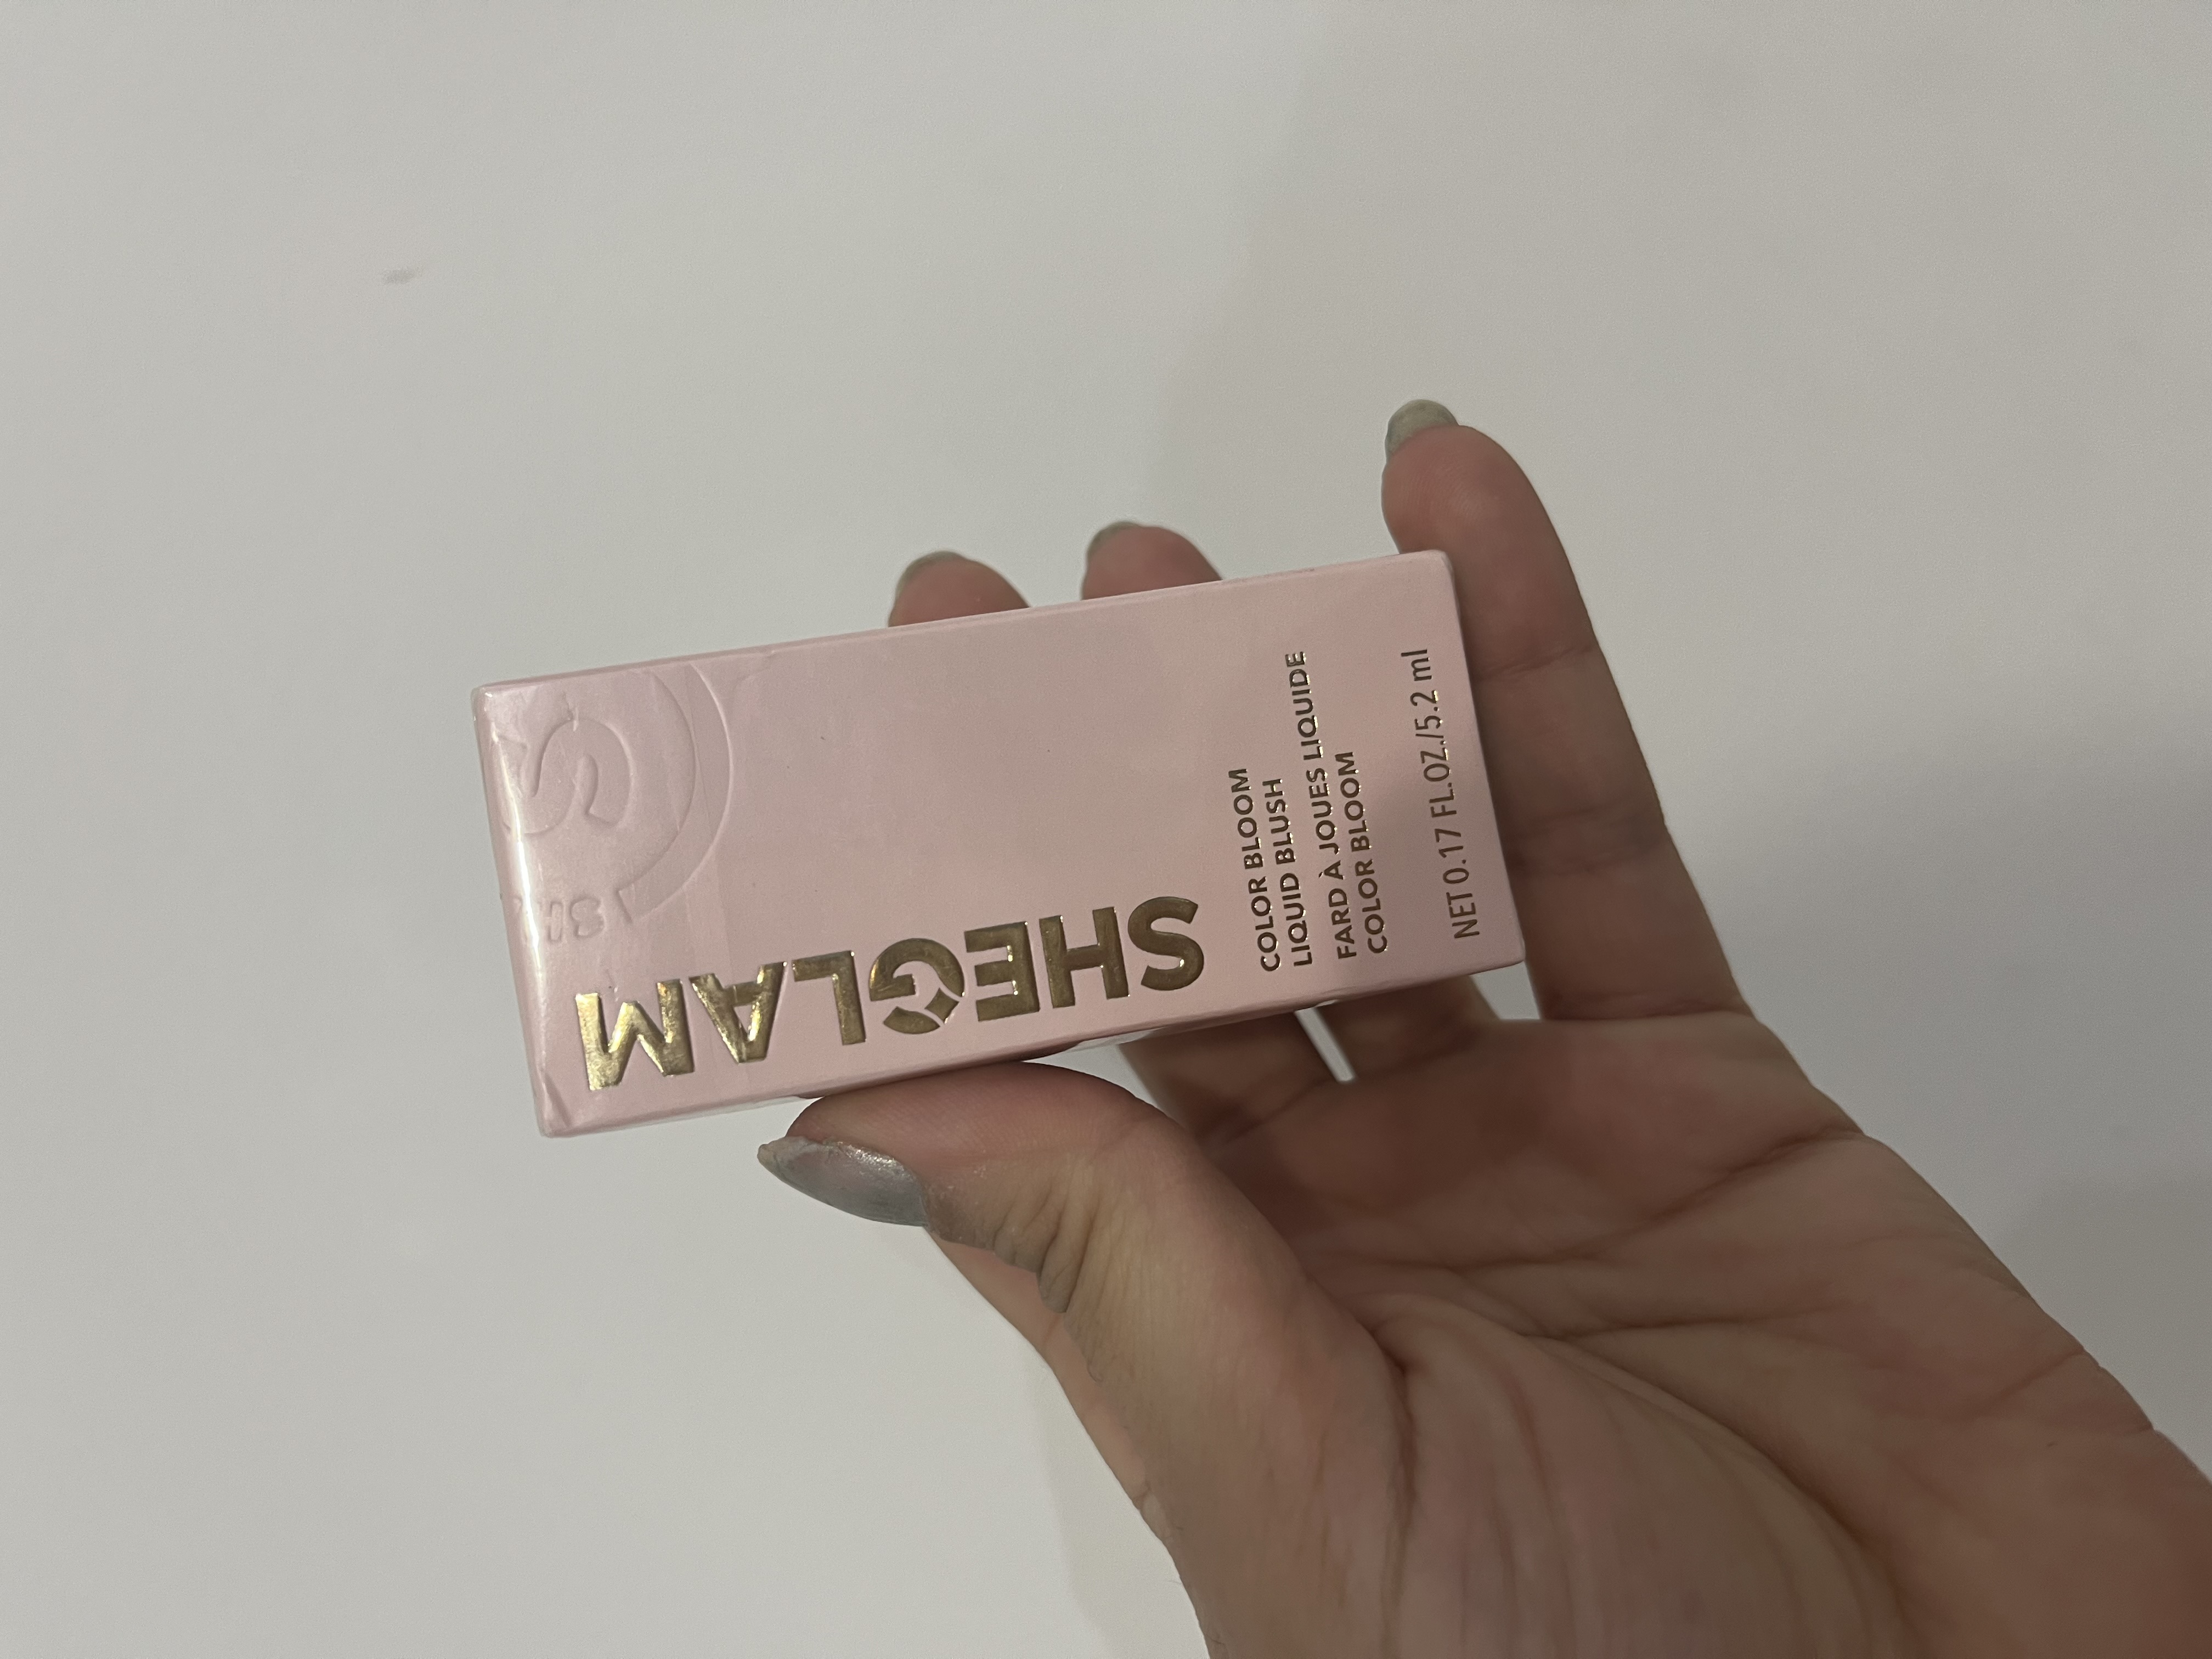 SHEGLAM
COLOR BLOOM
LIQUID BLUSH
FARD À JOUES LIQUIDE
COLOR BLOOM
NET 0.17 FL.OZ./5.2 ml